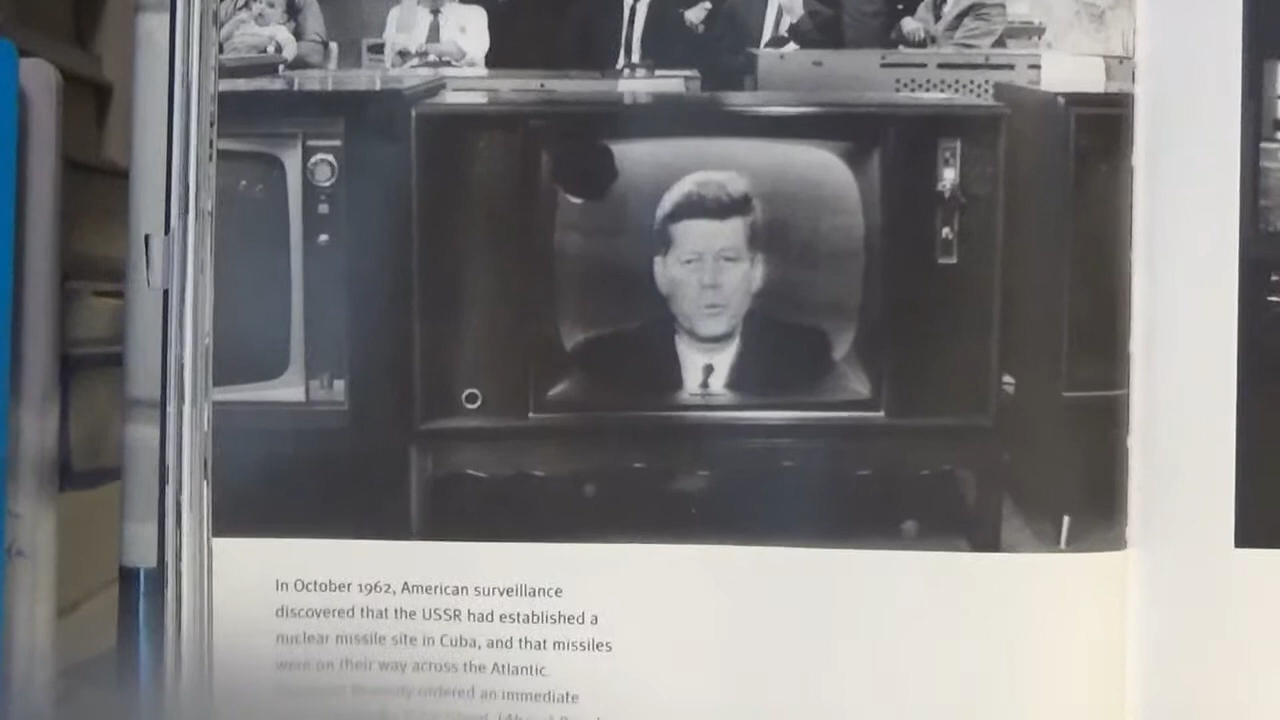 In October 1962, American surveillance
discovered that the USSR had established a
nuclear missile site in Cuba, and that missiles
were on their way across the Atlantic.
ordered an immediate